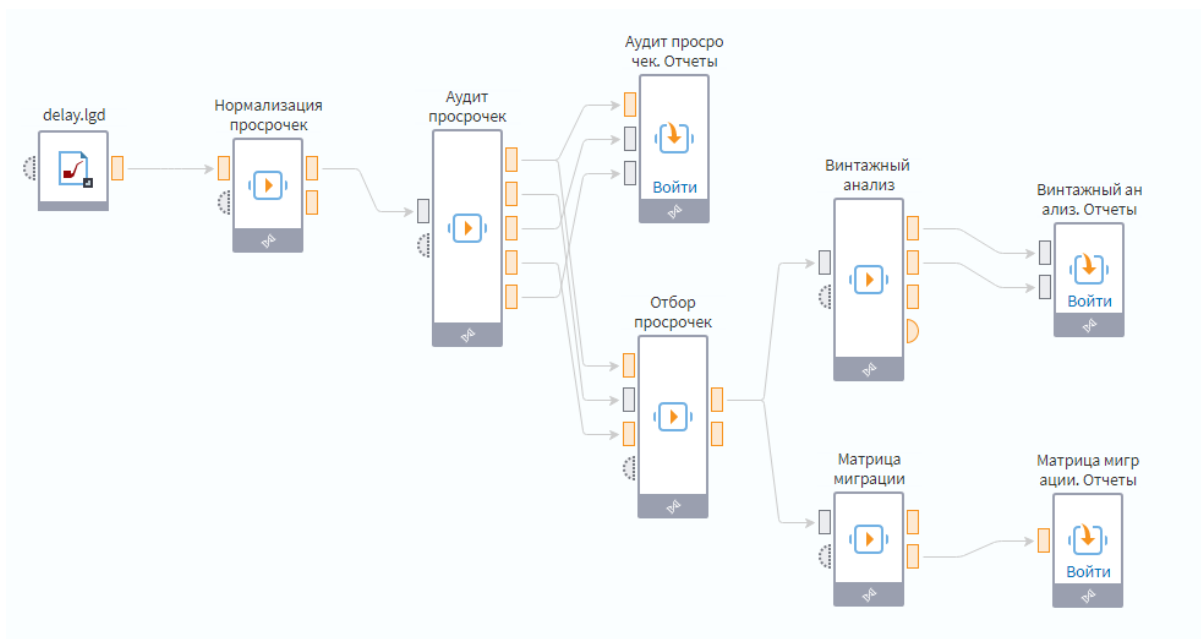 delay.lgd
Нормализация
просрочек
Аудит
просрочек
Аудит просро
чек. Отчеты
Войти
Отбор
просрочек
Винтажный
анализ
Винтажный ан
ализ. Отчеты
Войти
Матрица
миграции
Матрица мигр
ации. Отчеты
Войти